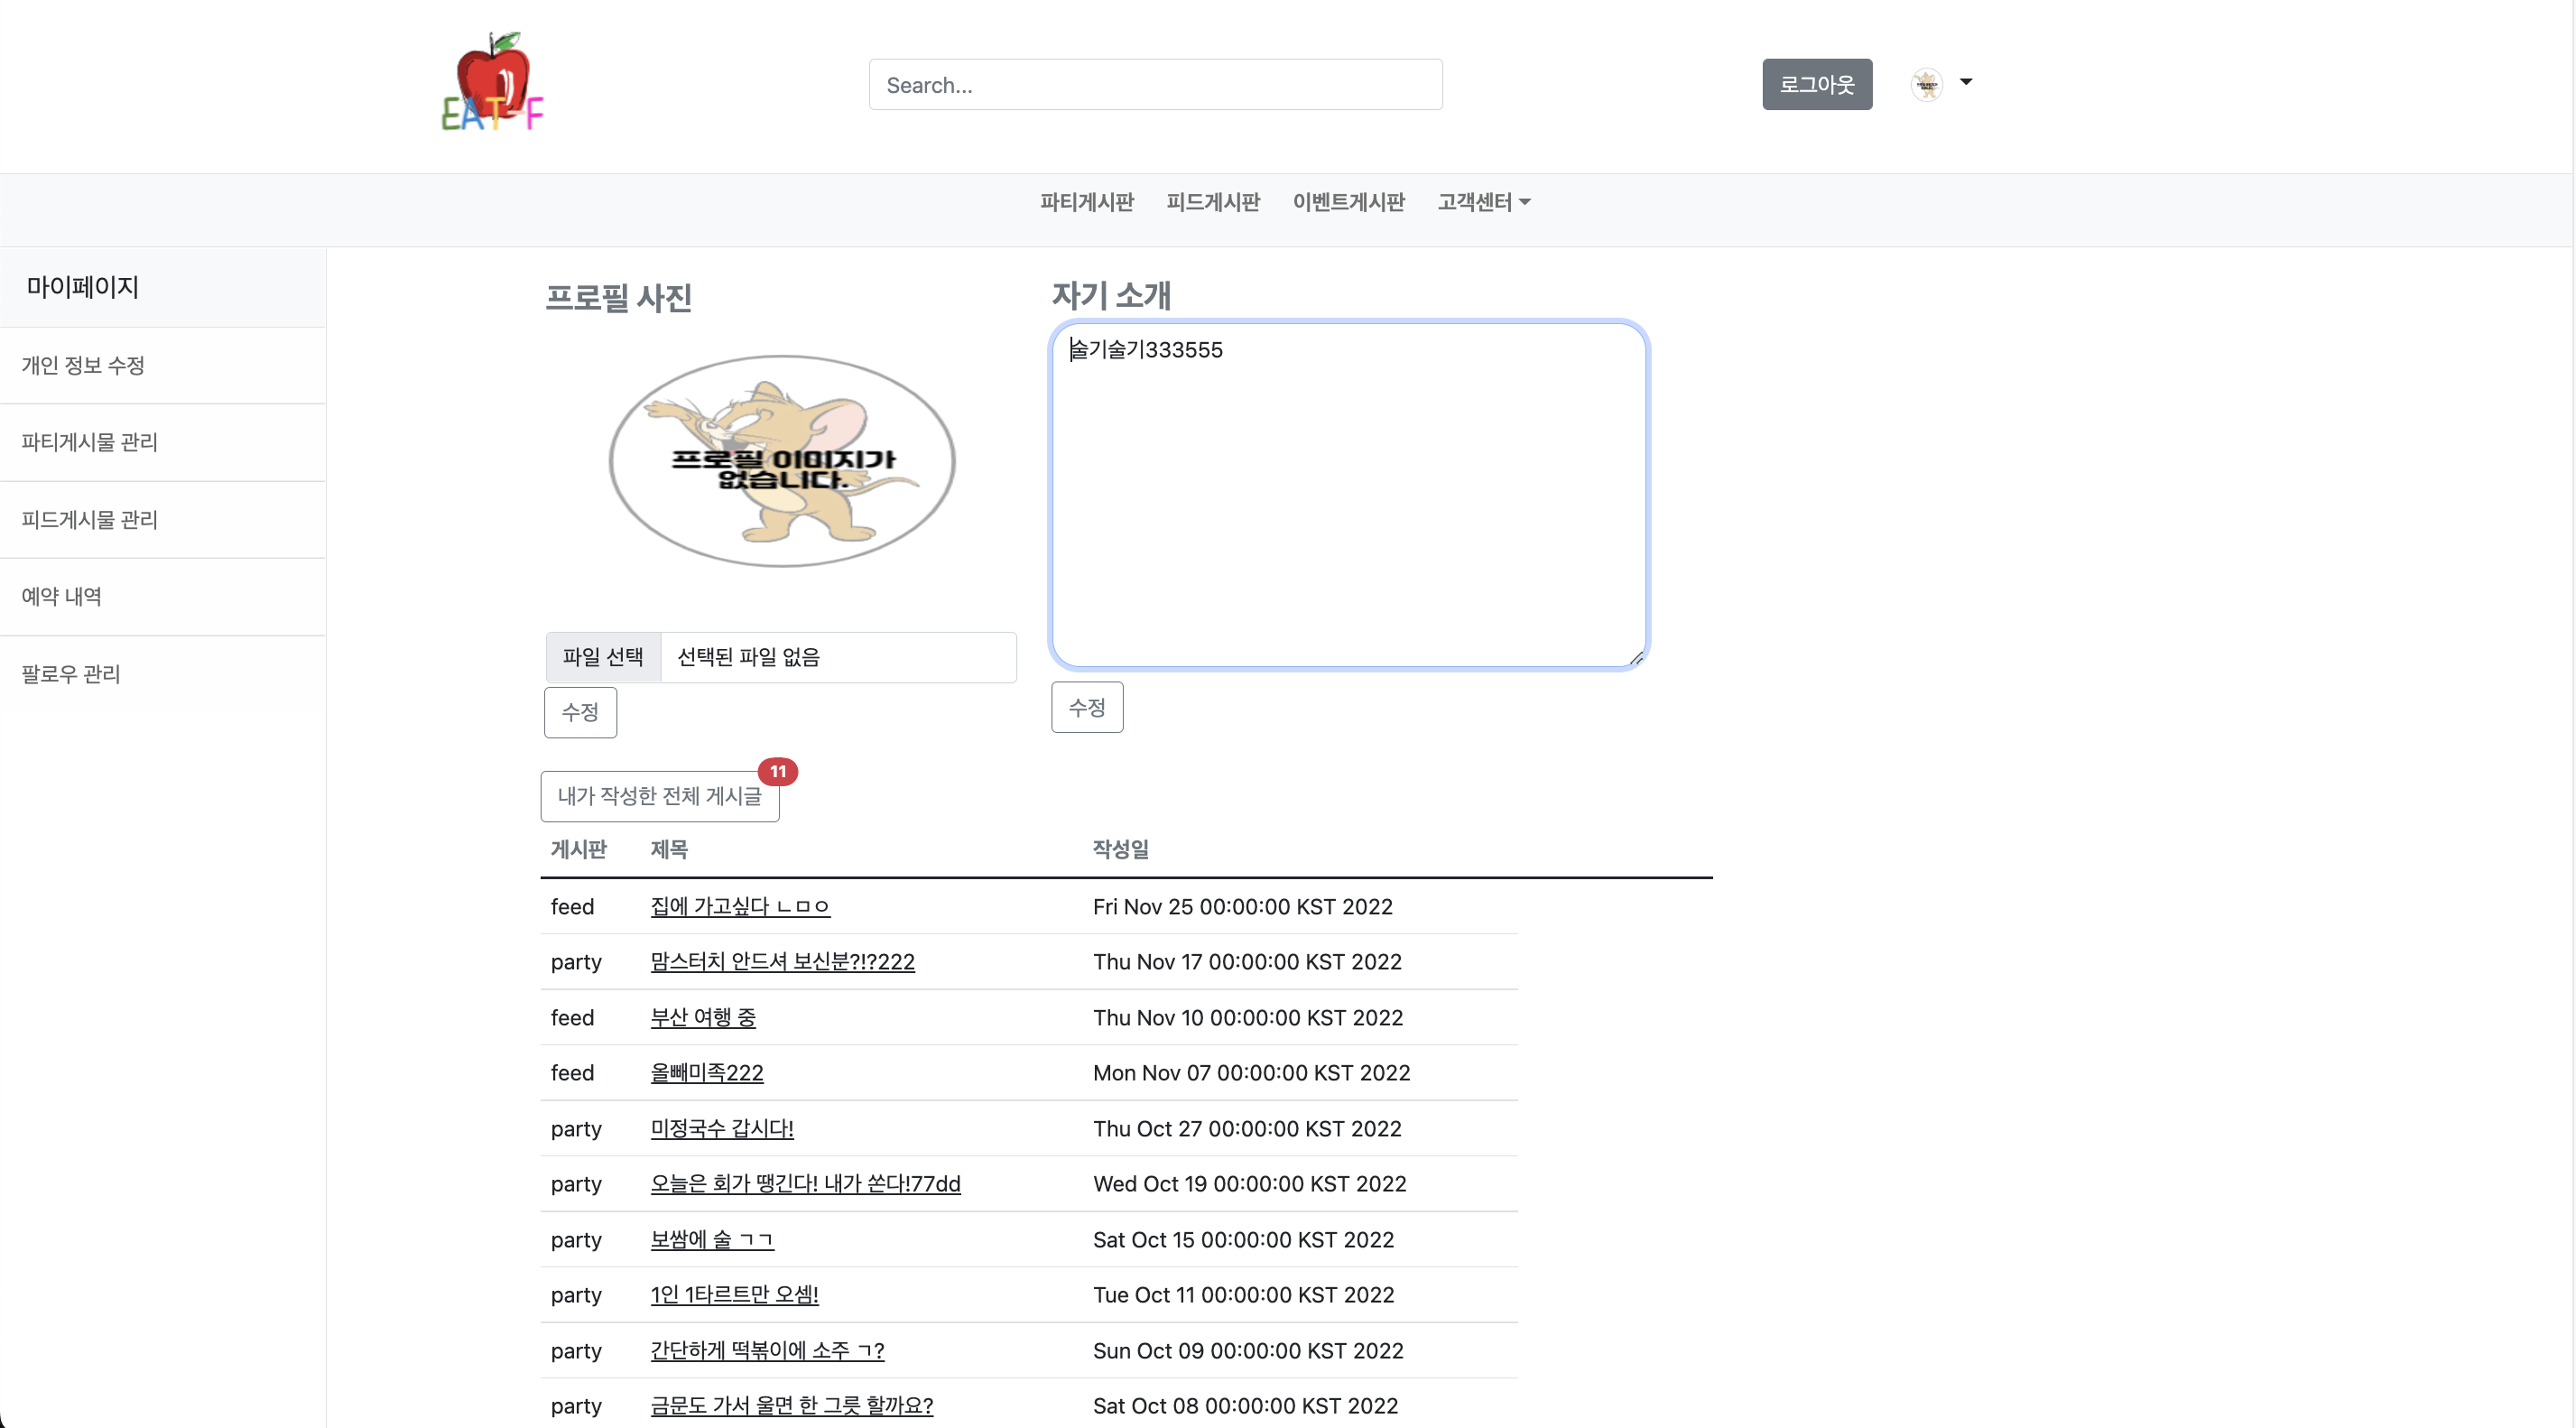 EAT-F
Search...
로그아웃
파티게시판 피드게시판 이벤트게시판 고객센터
마이페이지
개인 정보 수정
파티게시물 관리
피드게시물 관리
예약 내역
팔로우 관리
프로필 사진
프로필 이미지가
없습니다.
파일 선택 선택된 파일 없음
수정
자기 소개
술기술기333555
수정
내가 작성한 전체 게시글 11
게시판 제목 작성일
feed 집에 가고싶다 ㄴㅁㅇ Fri Nov 25 00:00:00 KST 2022
party 맘스터치 안드셔 보신분?!?222 Thu Nov 17 00:00:00 KST 2022
feed 부산 여행 중 Thu Nov 10 00:00:00 KST 2022
feed 올빼미족222 Mon Nov 07 00:00:00 KST 2022
party 미정국수 갑시다! Thu Oct 27 00:00:00 KST 2022
party 오늘은 회가 땡긴다! 내가 쏜다!77dd Wed Oct 19 00:00:00 KST 2022
party 보쌈에 술 ㄱㄱ Sat Oct 15 00:00:00 KST 2022
party 1인 1타르트만 오셈! Tue Oct 11 00:00:00 KST 2022
party 간단하게 떡볶이에 소주 ㄱ? Sun Oct 09 00:00:00 KST 2022
party 금문도 가서 울면 한 그릇 할까요? Sat Oct 08 00:00:00 KST 2022